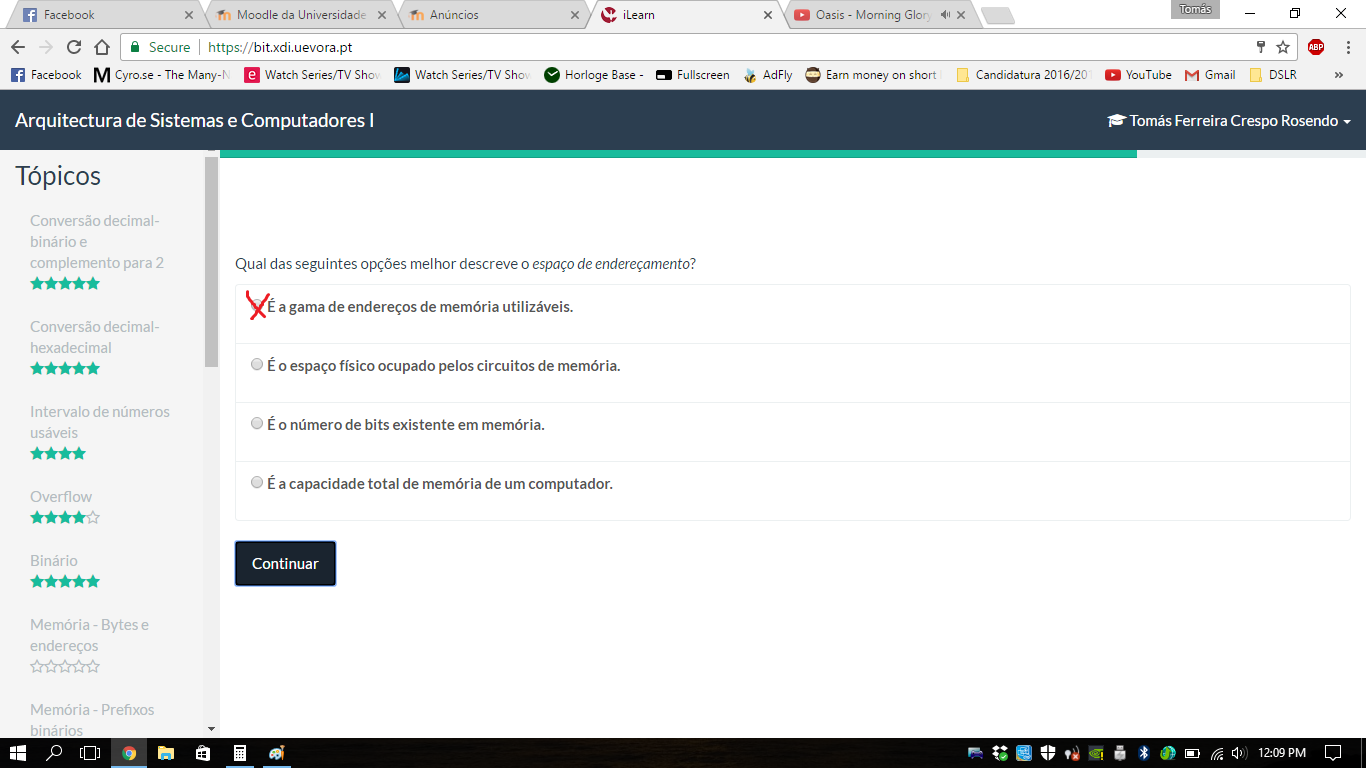 Facebook
Moodle da Universidade
Anúncios
iLearn
Oasis - Morning Glory
Tomás
Secure
https://bit.xdi.uevora.pt
ABP
Facebook
Cyro.se - The Many-N
Watch Series/TV Show
Watch Series/TV Show
Horloge Base -
Fullscreen
AdFly
Earn money on short
Candidatura 2016/20
YouTube
Gmail
DSLR
»
Arquitectura de Sistemas e Computadores I
Tomás Ferreira Crespo Rosendo
Tópicos
Conversão decimal-
binário e
complemento para 2
Conversão decimal-
hexadecimal
Intervalo de números
usáveis
Overflow
Binário
Memória - Bytes e
endereços
Memória - Prefixos
binários
Qual das seguintes opções melhor descreve o espaço de endereçamento?
É a gama de endereços de memória utilizáveis.
É o espaço físico ocupado pelos circuitos de memória.
É o número de bits existente em memória.
É a capacidade total de memória de um computador.
Continuar
12:09 PM